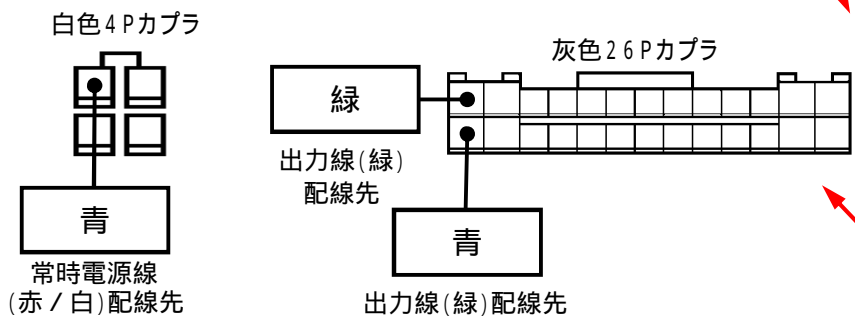 白色4Pカプラ
青
常時電源線
(赤/白)配線先
灰色26Pカプラ
緑
出力線(緑)
配線先
青
出力線(緑)配線先